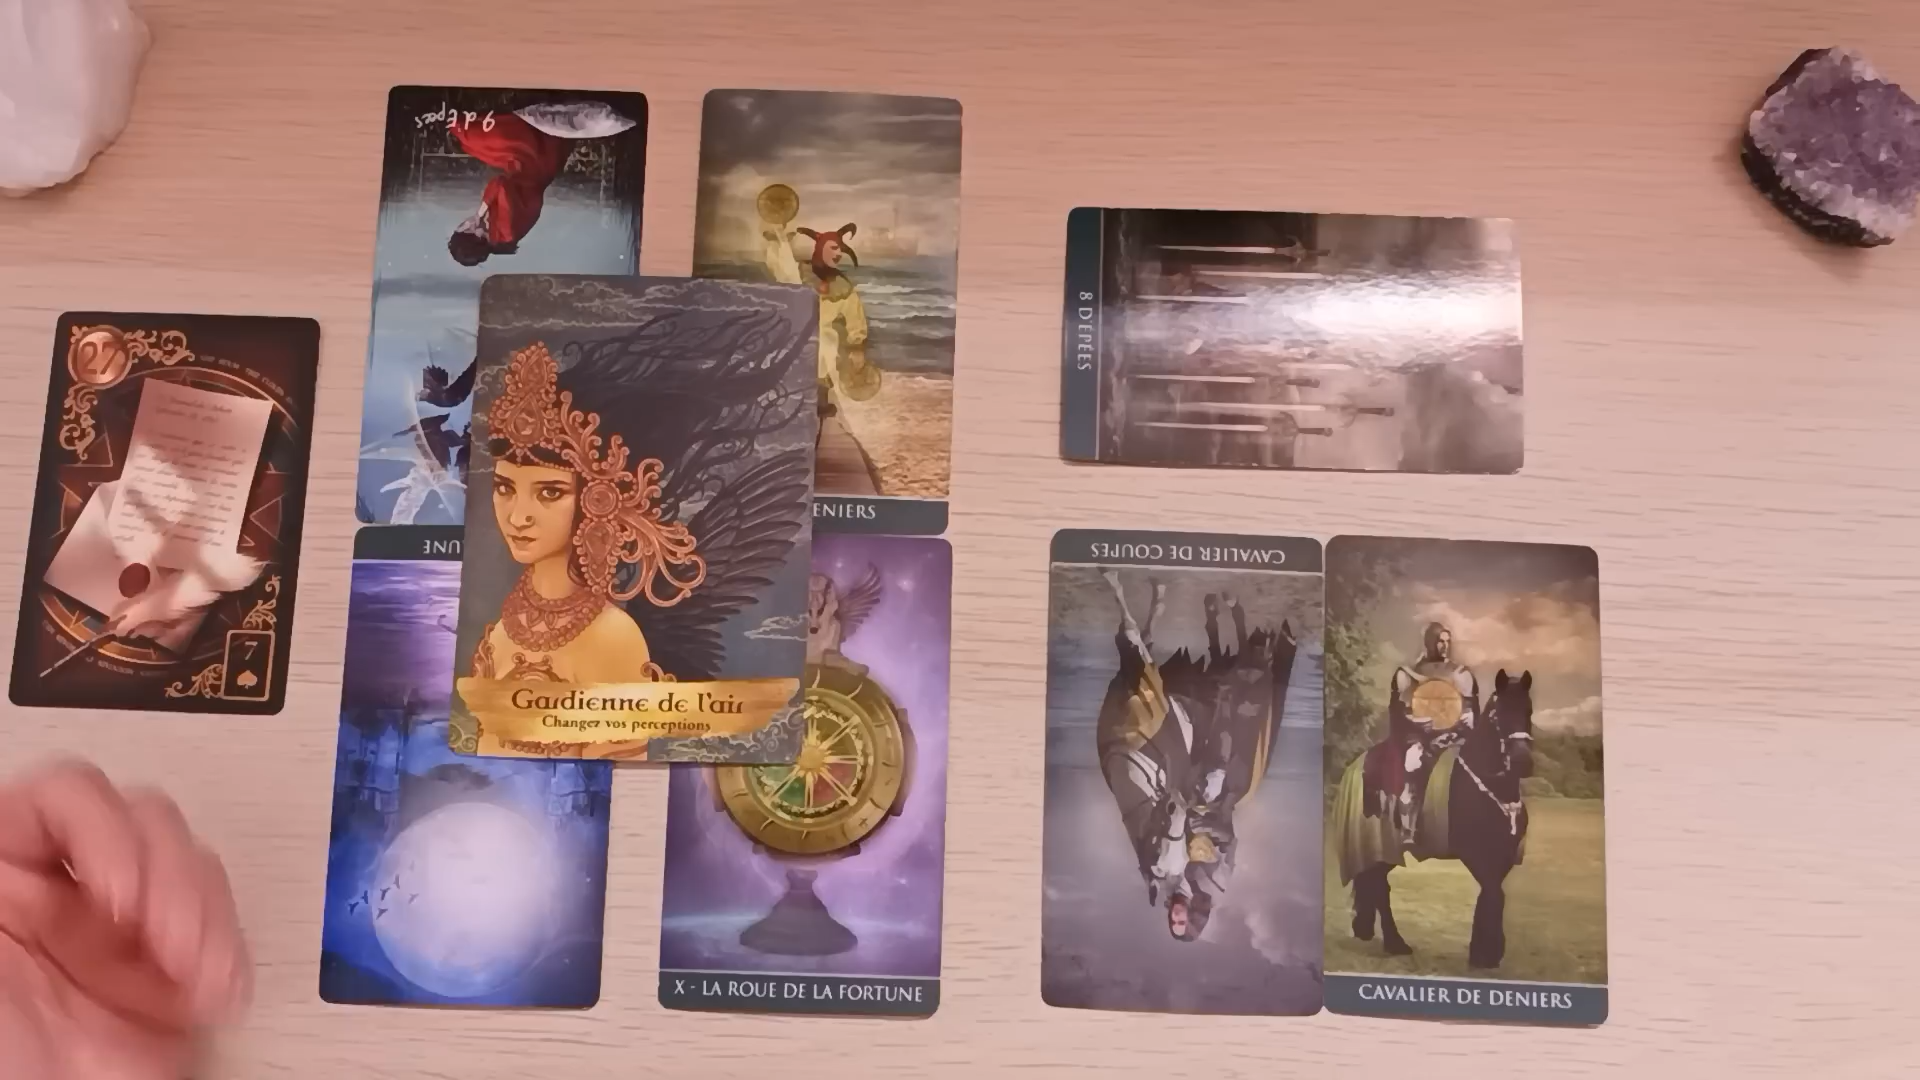 9 d'Epées
ENIERS
8 D'ÉPÉES
27
7
UNE
Gardienne de l'air
Changez vos perceptions
X - LA ROUE DE LA FORTUNE
CAVALIER DE COUPES
CAVALIER DE DENIERS